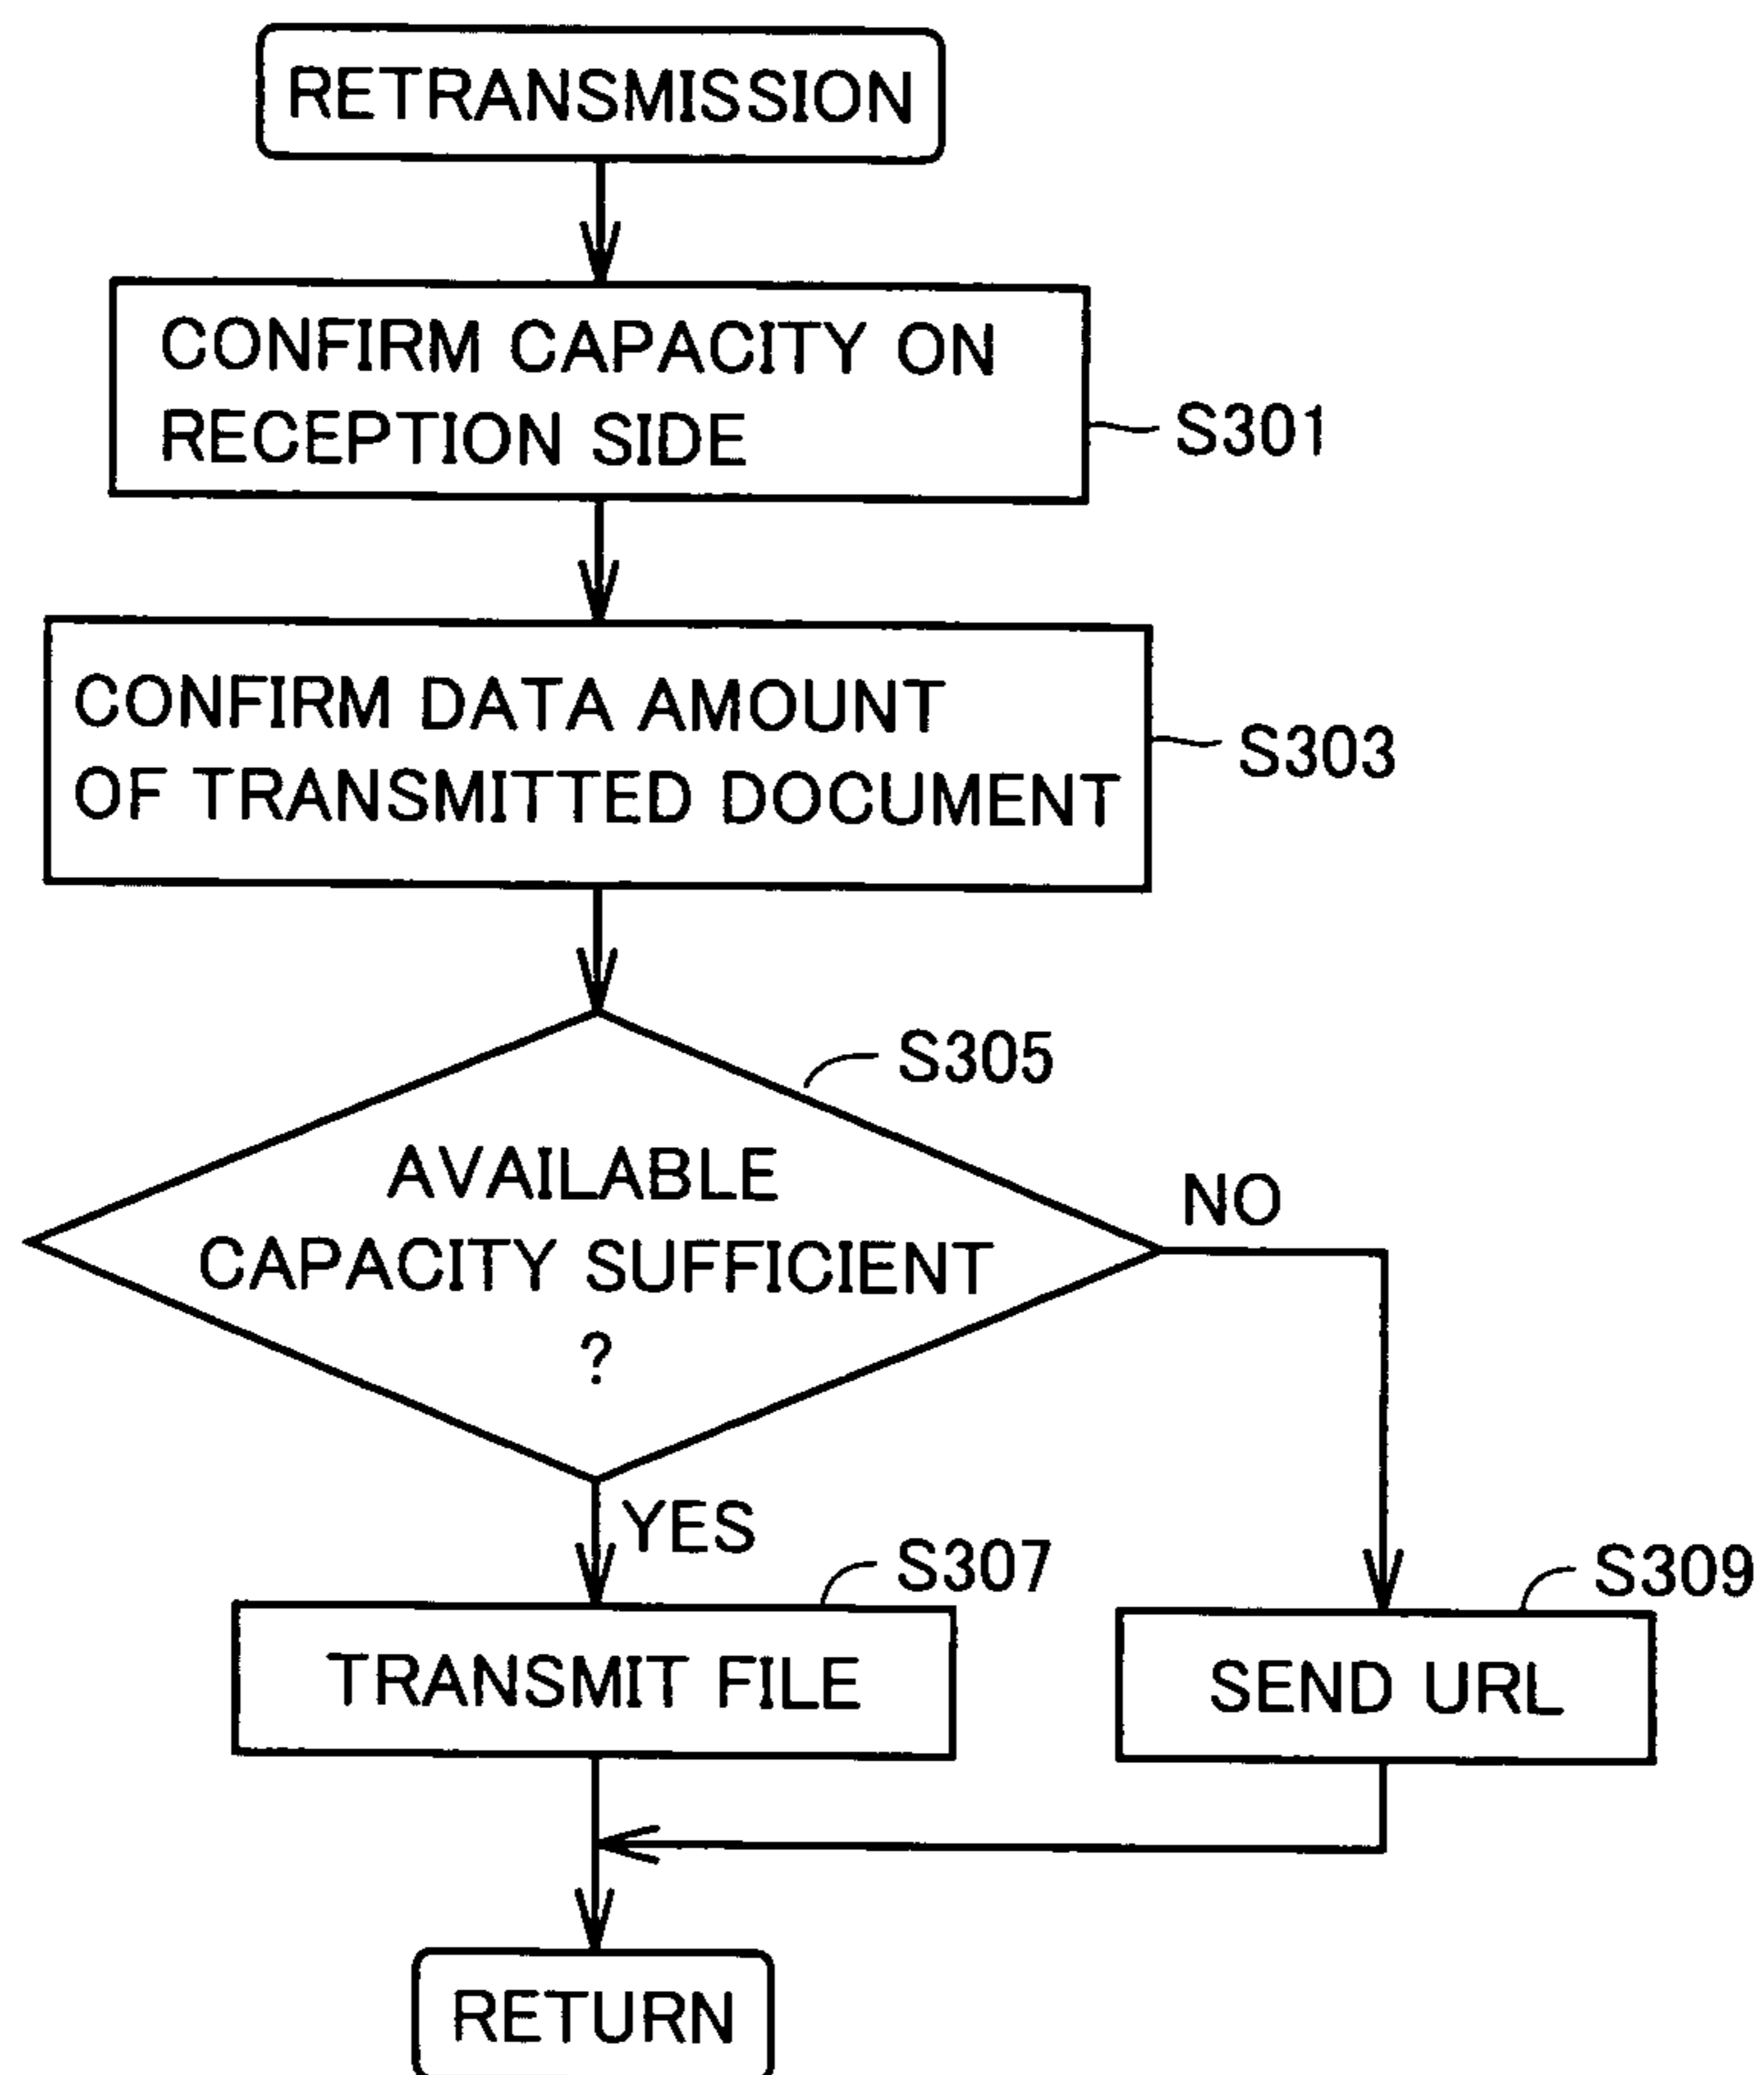 RETRANSMISSION
CONFIRM CAPACITY ON
RECEPTION SIDE
S301
CONFIRM DATA AMOUNT
OF TRANSMITTED DOCUMENT
S303
S305
AVAILABLE
CAPACITY SUFFICIENT
?
NO
YES
S307
TRANSMIT FILE
S309
SEND URL
RETURN